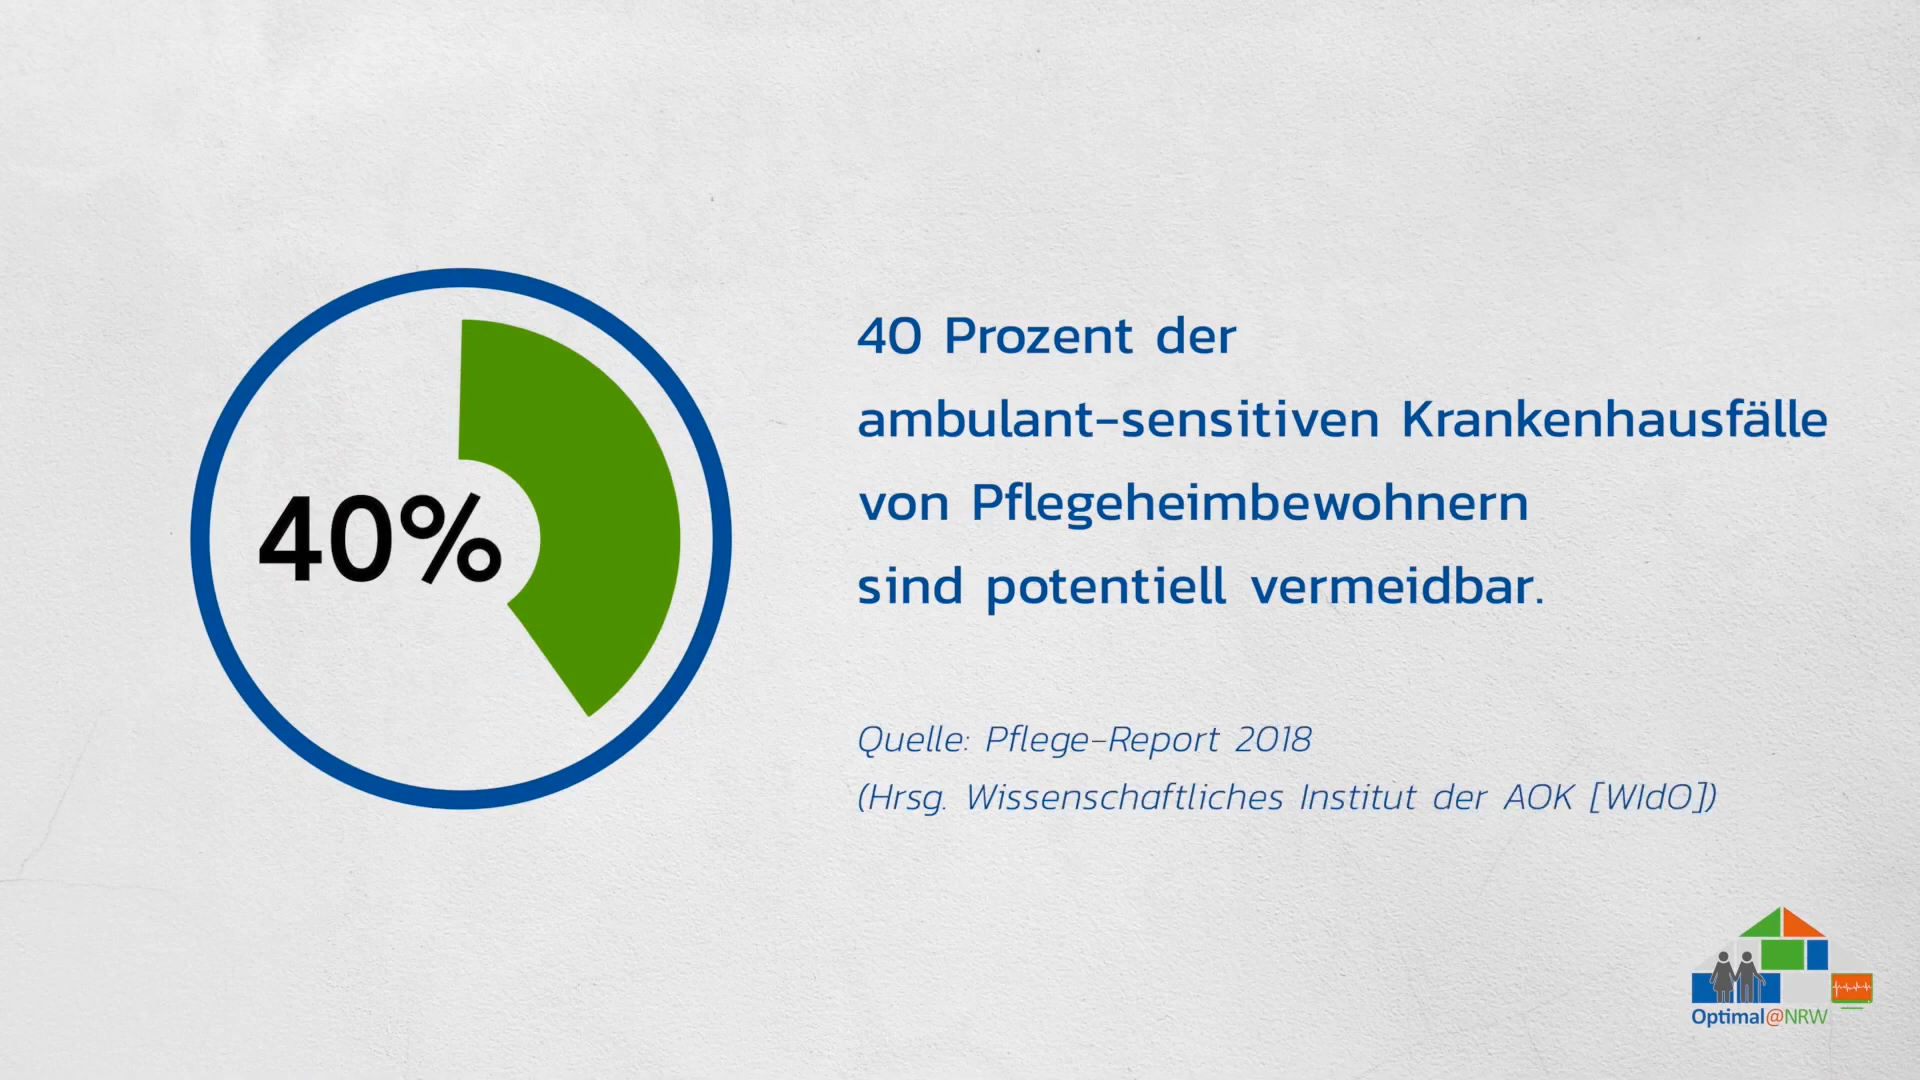 40%
40 Prozent der
ambulant-sensitiven Krankenhausfälle
von Pflegeheimbewohnern
sind potentiell vermeidbar.
Quelle: Pflege-Report 2018
(Hrsg. Wissenschaftliches Institut der AOK [WIdO])
Optimal@NRW